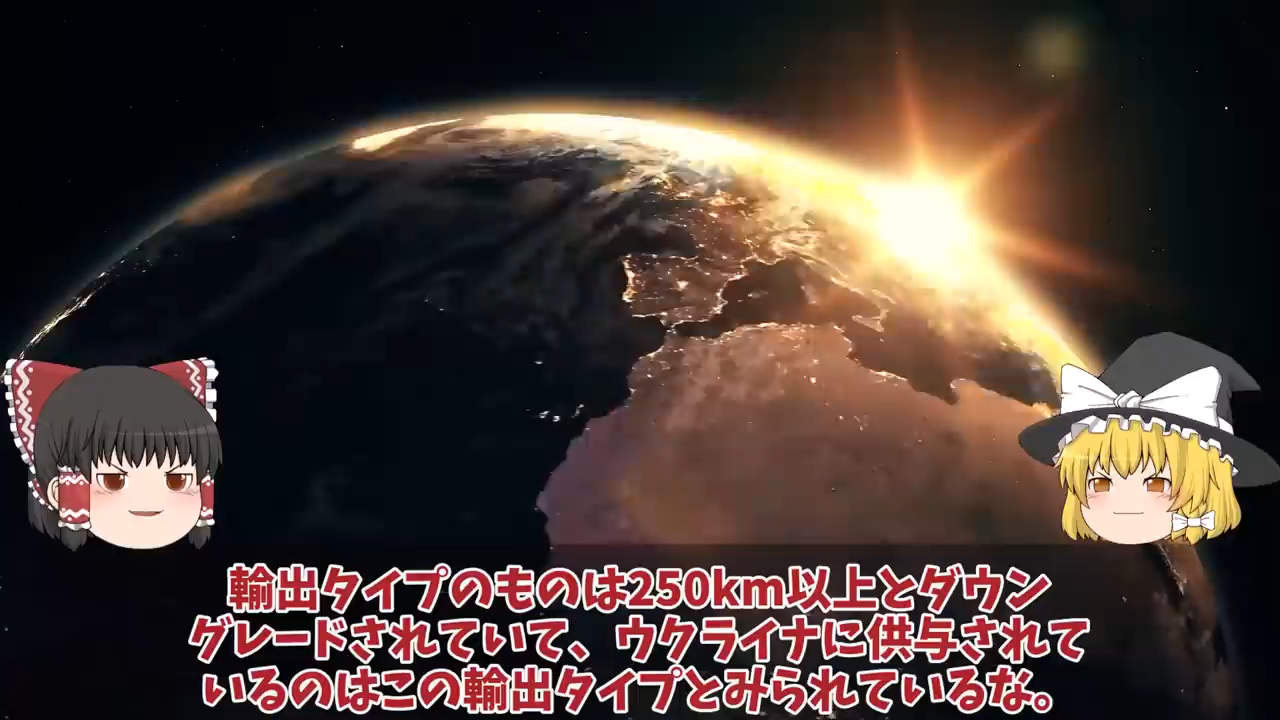 輸出タイプのものは250km以上とダウン
グレードされていて、ウクライナに供与されて
いるのはこの輸出タイプとみられているな。